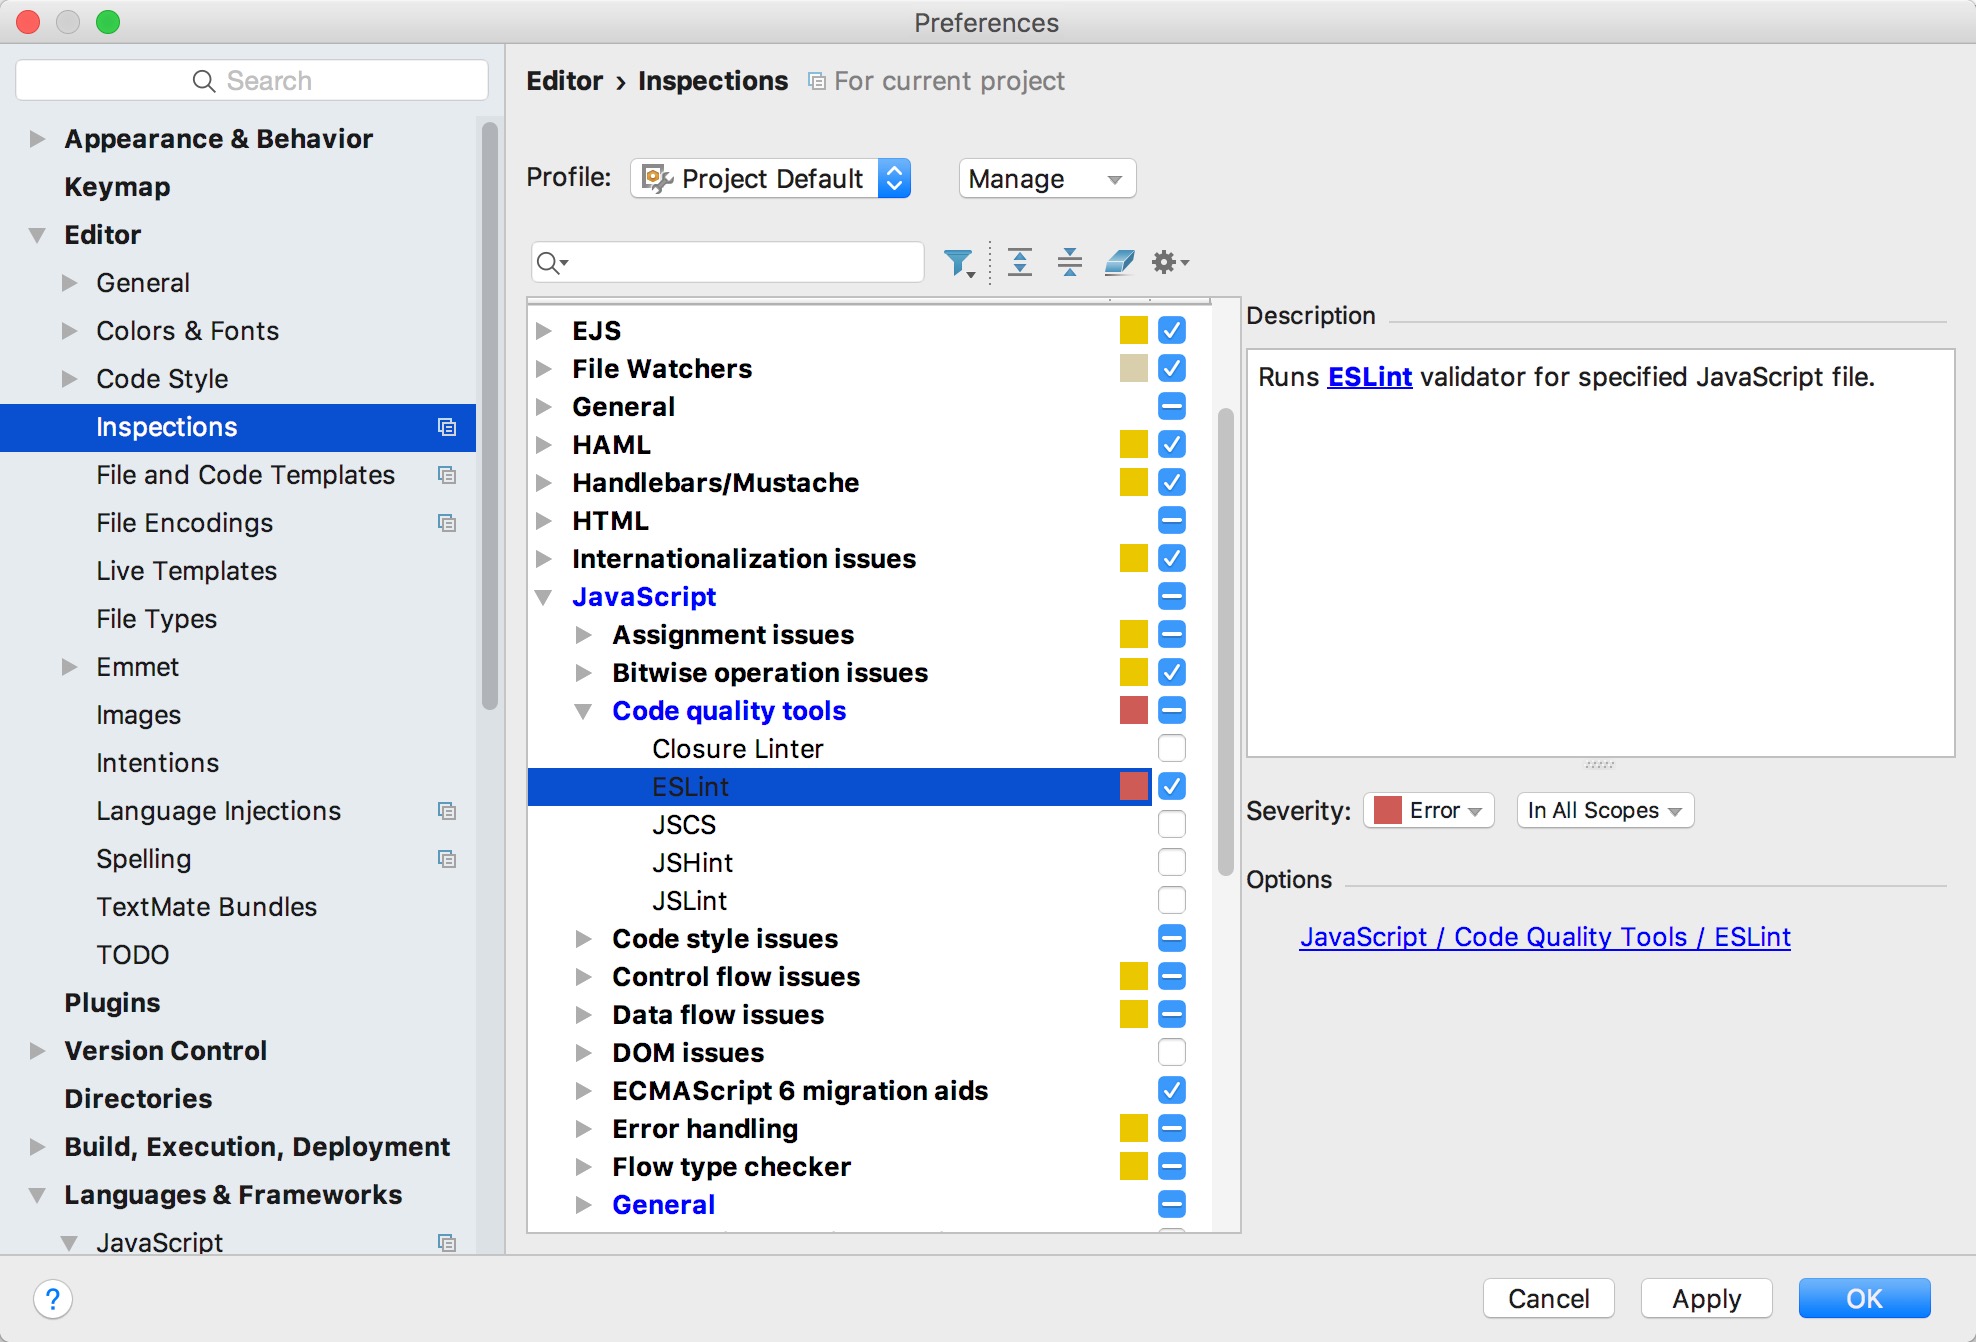 Preferences
Search
Appearance & Behavior
Keymap
Editor
General
Colors & Fonts
Code Style
Inspections
File and Code Templates
File Encodings
Live Templates
File Types
Emmet
Images
Intentions
Language Injections
Spelling
TextMate Bundles
TODO
Plugins
Version Control
Directories
Build, Execution, Deployment
Languages & Frameworks
JavaScript
Editor › Inspections For current project
Profile: Project Default Manage
EJS
File Watchers
General
HAML
Handlebars/Mustache
HTML
Internationalization issues
JavaScript
Assignment issues
Bitwise operation issues
Code quality tools
Closure Linter
ESLint
JSCS
JSHint
JSLint
Code style issues
Control flow issues
Data flow issues
DOM issues
ECMAScript 6 migration aids
Error handling
Flow type checker
General
Description
Runs ESLint validator for specified JavaScript file.
Severity: Error In All Scopes
Options
JavaScript / Code Quality Tools / ESLint
?
Cancel Apply OK